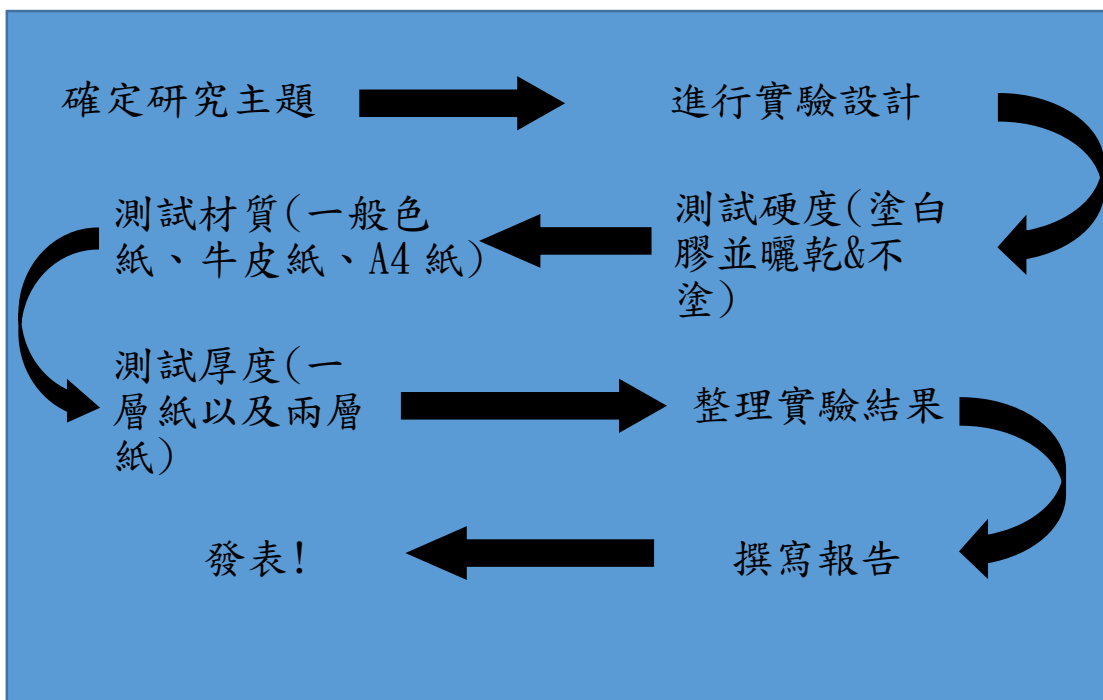 確定研究主題
進行實驗設計
測試硬度(塗白
膠並曬乾&不
塗)
測試材質(一般色
紙、牛皮紙、A4 紙)
測試厚度(一
層紙以及兩層
紙)
整理實驗結果
撰寫報告
發表!